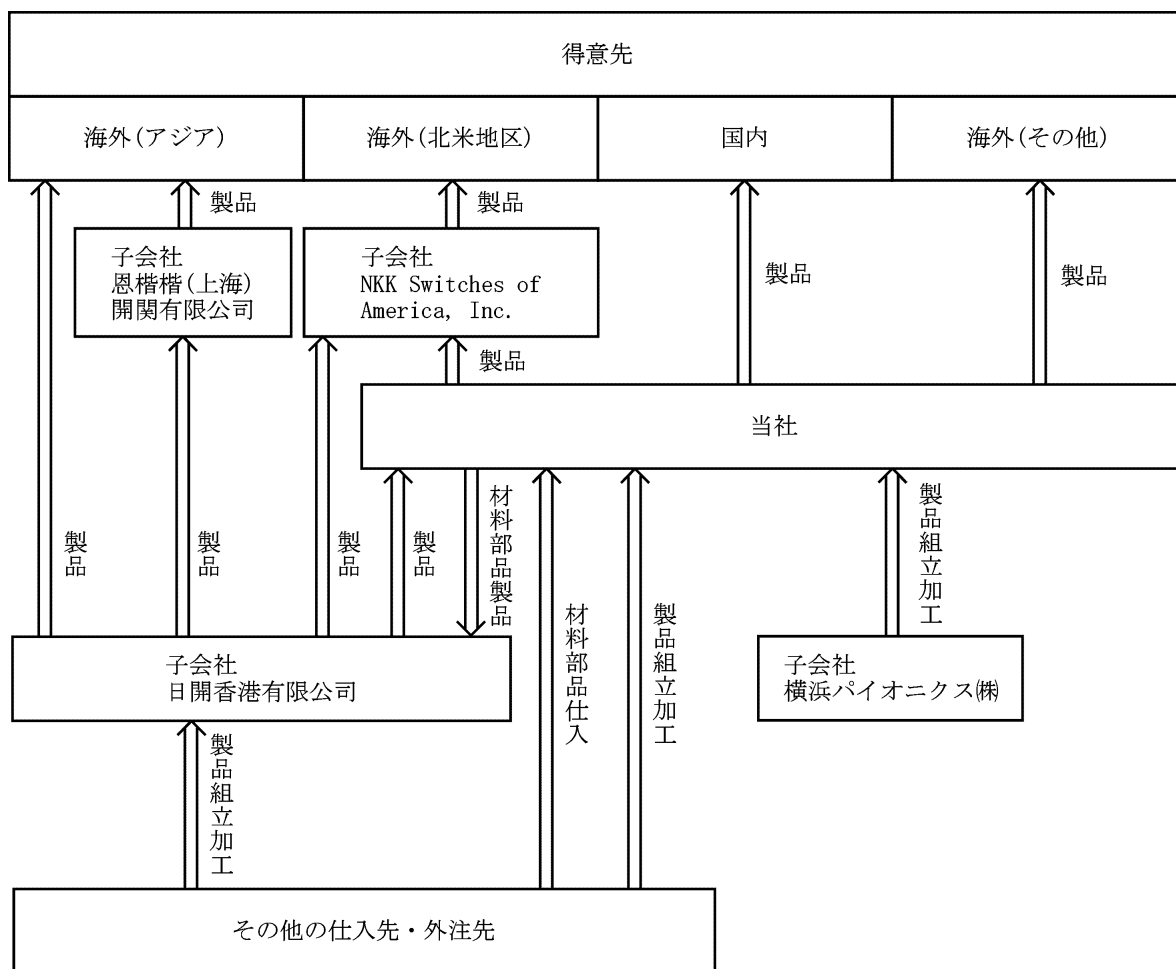 得意先
海外(アジア)
海外(北米地区)
国内
海外(その他)
製品
製品
子会社
恩楷楷(上海)
開関有限公司
子会社
NKK Switches of
America, Inc.
製品
製品
製品
当社
製品
製品
製品
製品
材料部品製品
材料部品仕入
製品組立加工
製品組立加工
子会社
日開香港有限公司
子会社
横浜パイオニクス㈱
製品組立加工
その他の仕入先・外注先